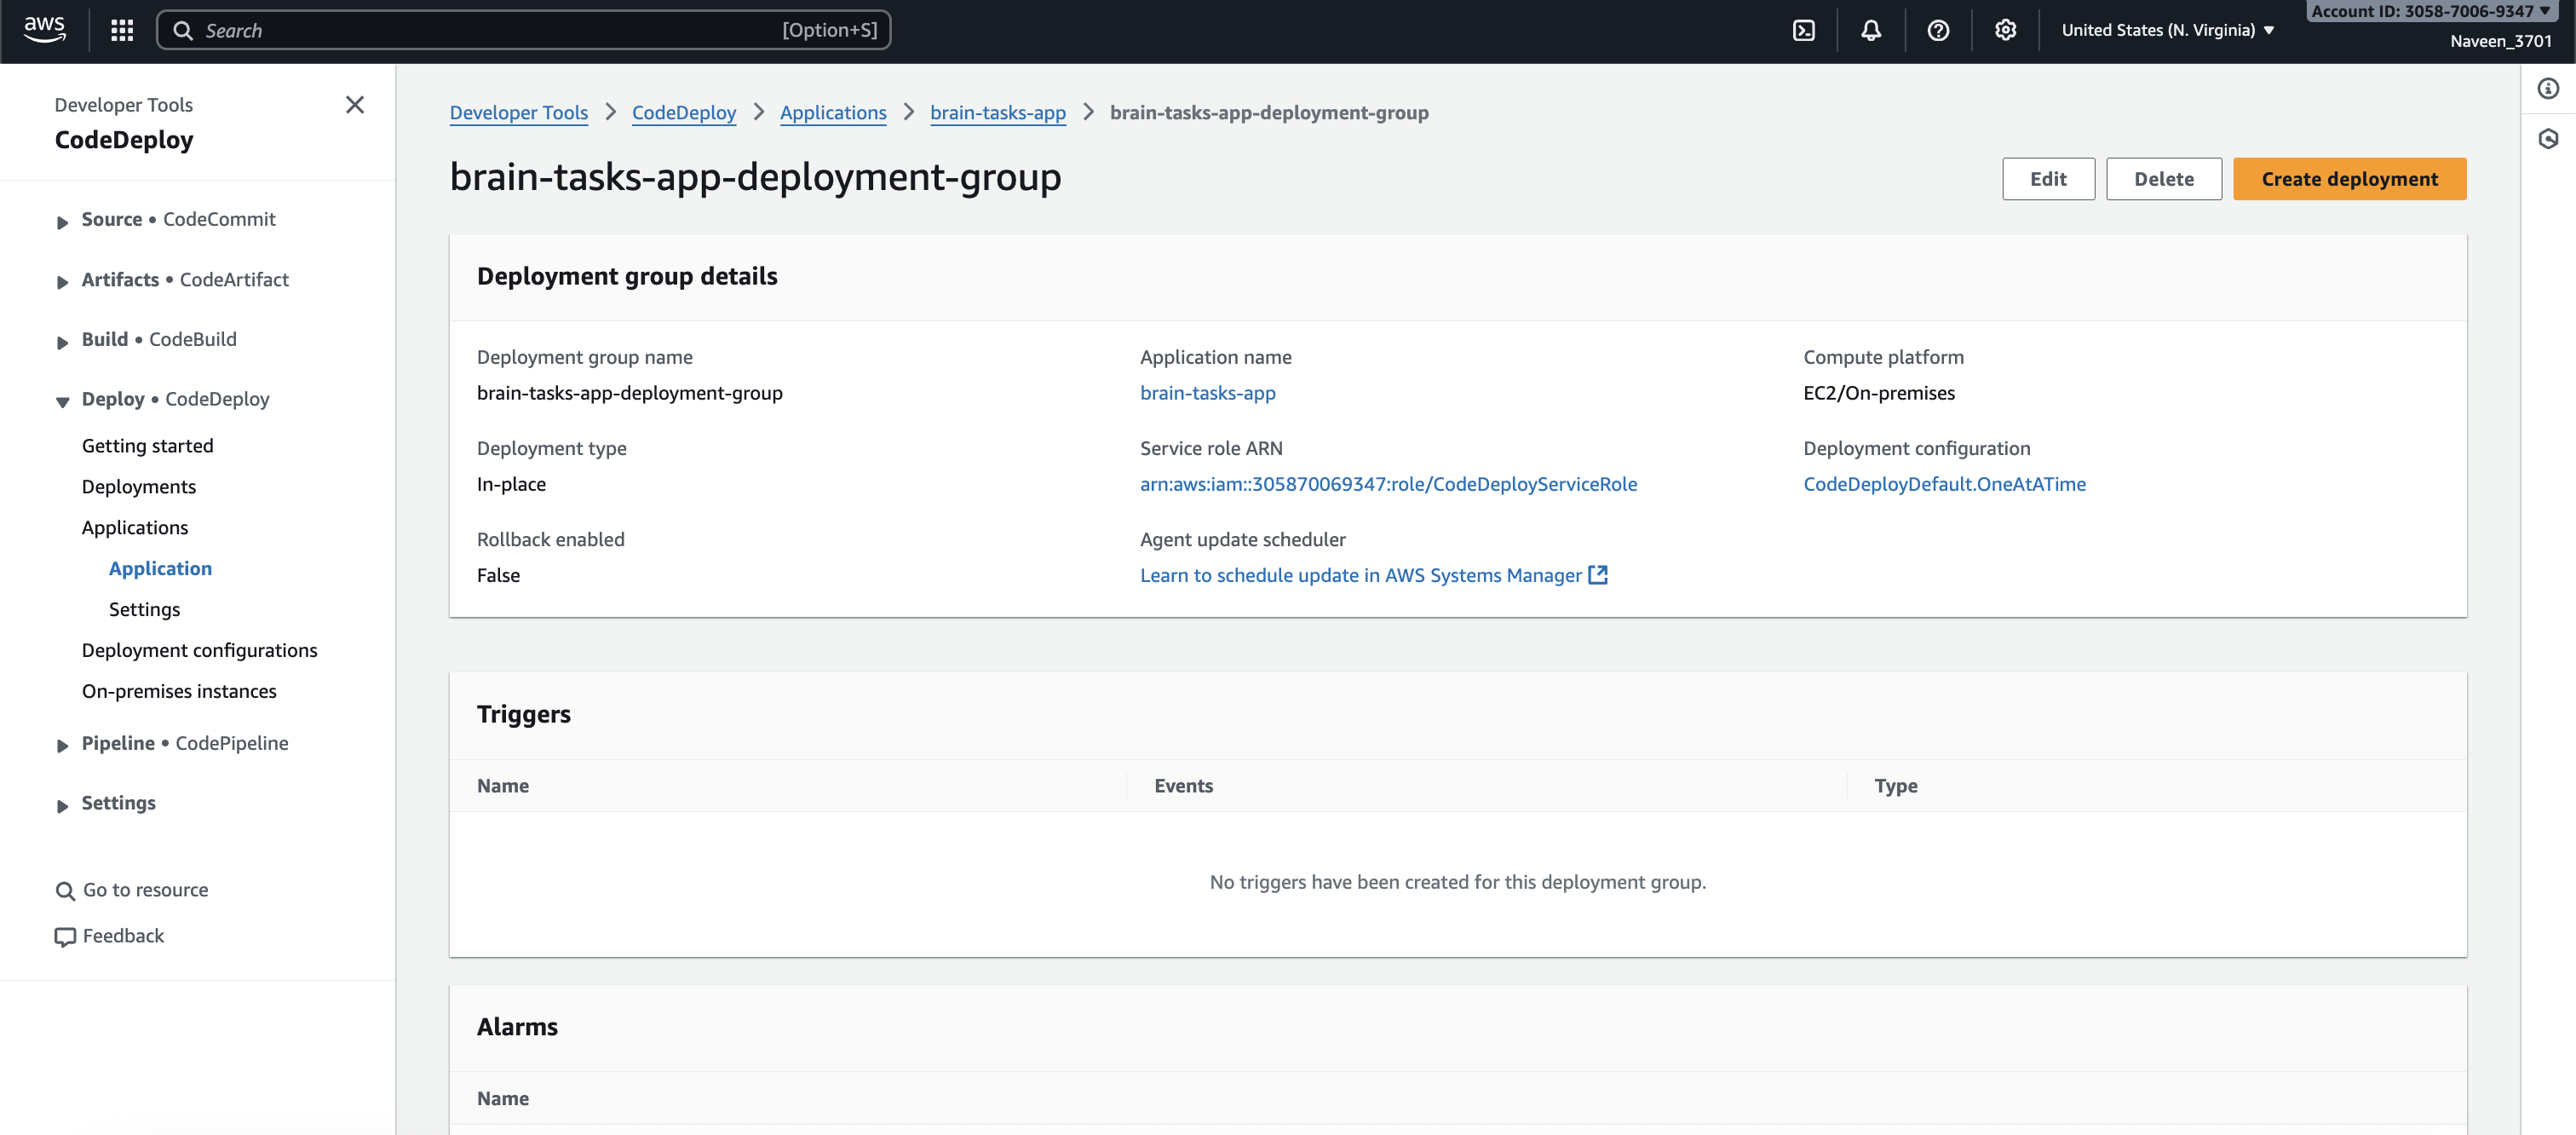 aws
Search
[Option+S]
United States (N. Virginia)
Account ID: 3058-7006-9347
Naveen_3701
Developer Tools
CodeDeploy
Source • CodeCommit
Artifacts • CodeArtifact
Build • CodeBuild
Deploy • CodeDeploy
Getting started
Deployments
Applications
Application
Settings
Deployment configurations
On-premises instances
Pipeline • CodePipeline
Settings
Go to resource
Feedback
Developer Tools > CodeDeploy > Applications > brain-tasks-app > brain-tasks-app-deployment-group
brain-tasks-app-deployment-group
Edit
Delete
Create deployment
Deployment group details
Deployment group name
brain-tasks-app-deployment-group
Application name
brain-tasks-app
Compute platform
EC2/On-premises
Deployment type
In-place
Service role ARN
arn:aws:iam::305870069347:role/CodeDeployServiceRole
Deployment configuration
CodeDeployDefault.OneAtATime
Rollback enabled
False
Agent update scheduler
Learn to schedule update in AWS Systems Manager
Triggers
Name
Events
Type
No triggers have been created for this deployment group.
Alarms
Name